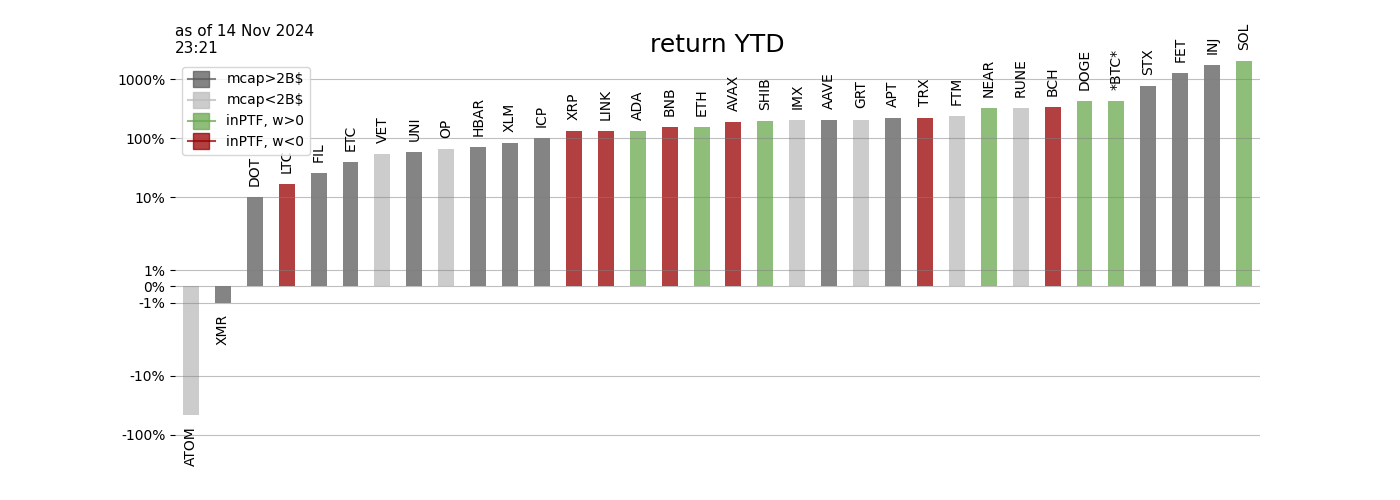 as of 14 Nov 2024
23:21
return YTD
mcap>2B$
mcap<2B$
inPTF, w>0
inPTF, w<0
1000%
100%
10%
1%
0%
-1%
-10%
-100%
ATOM
XMR
DOT
LTC
FIL
ETC
VET
UNI
OP
HBAR
XLM
ICP
XRP
LINK
ADA
BNB
ETH
AVAX
SHIB
IMX
AAVE
GRT
APT
TRX
FTM
NEAR
RUNE
BCH
DOGE
*BTC*
STX
FET
INJ
SOL